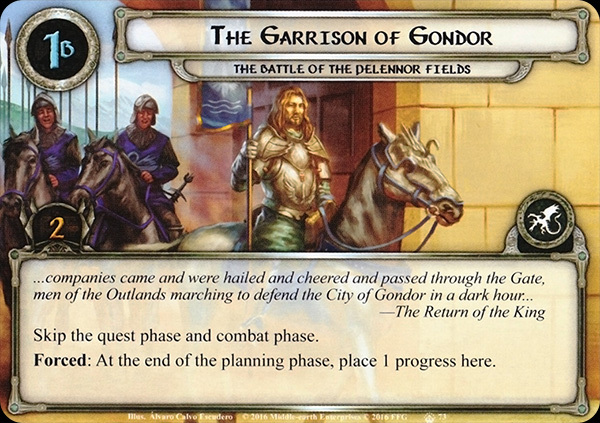 1B
THE GARRISON OF GONDOR
THE BATTLE OF THE PELENNOR FIELDS
2
...companies came and were hailed and cheered and passed through the Gate,
men of the Outlands marching to defend the City of Gondor in a dark hour...
—The Return of the King
Skip the quest phase and combat phase.
Forced: At the end of the planning phase, place 1 progress here.
Illus. Álvaro Calvo Escudero © 2016 Middle-earth Enterprises © 2016 FFG 73